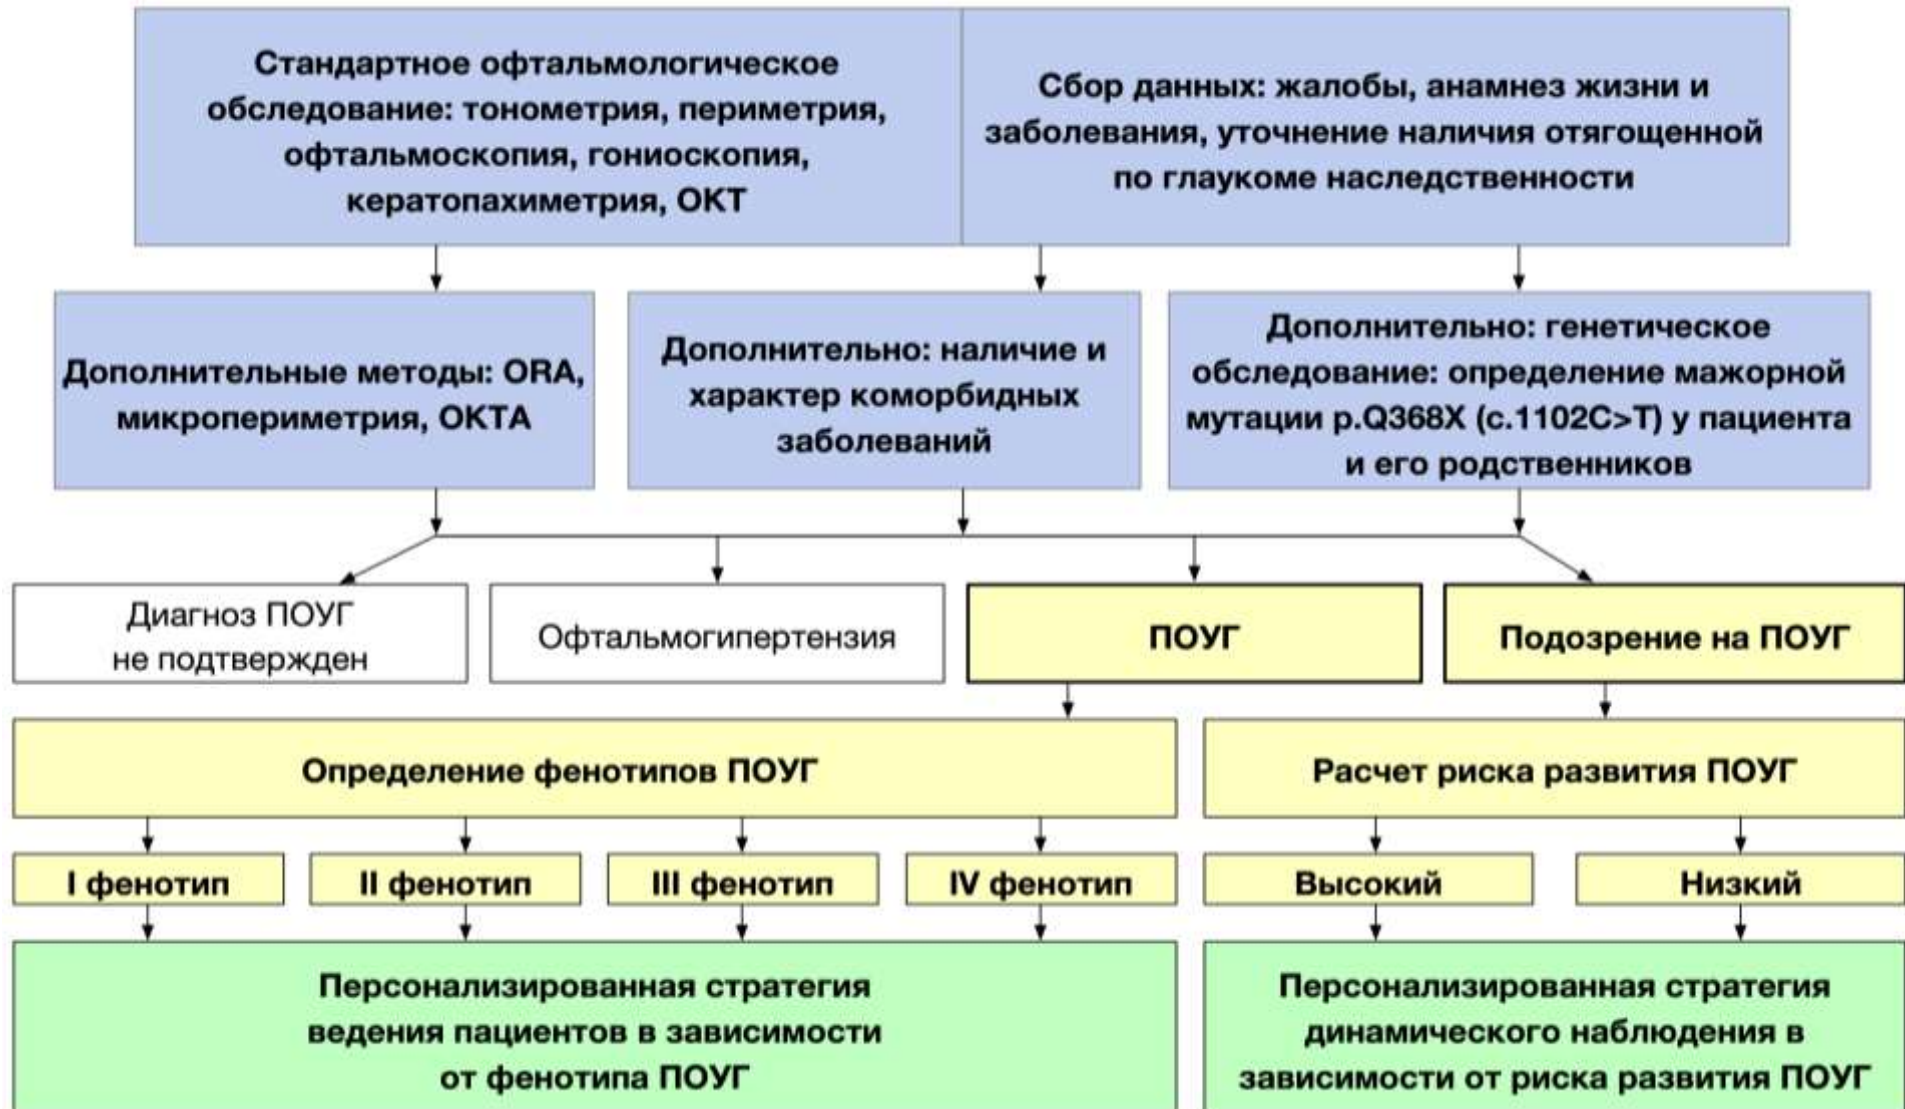 Стандартное офтальмологическое
обследование: тонометрия, периметрия,
офтальмоскопия, гониоскопия,
кератопахиметрия, ОКТ
Сбор данных: жалобы, анамнез жизни и
заболевания, уточнение наличия отягощенной
по глаукоме наследственности
Дополнительные методы: ORA,
микропериметрия, ОКТА
Дополнительно: наличие и
характер коморбидных
заболеваний
Дополнительно: генетическое
обследование: определение мажорной
мутации p.Q368X (c.1102C>T) у пациента
и его родственников
Диагноз ПОУГ
не подтвержден
Офтальмогипертензия
ПОУГ
Подозрение на ПОУГ
Определение фенотипов ПОУГ
Расчет риска развития ПОУГ
I фенотип
II фенотип
III фенотип
IV фенотип
Высокий
Низкий
Персонализированная стратегия
ведения пациентов в зависимости
от фенотипа ПОУГ
Персонализированная стратегия
динамического наблюдения в
зависимости от риска развития ПОУГ